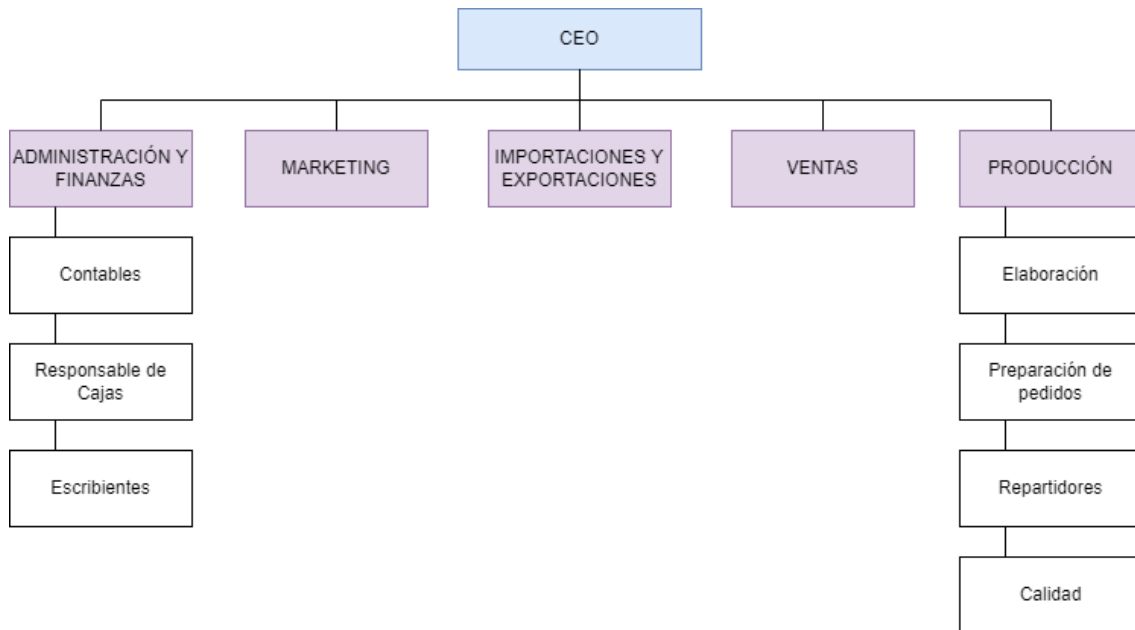 CEO
ADMINISTRACIÓN Y
FINANZAS
MARKETING
IMPORTACIONES Y
EXPORTACIONES
VENTAS
PRODUCCIÓN
Contables
Responsable de
Cajas
Escribientes
Elaboración
Preparación de
pedidos
Repartidores
Calidad